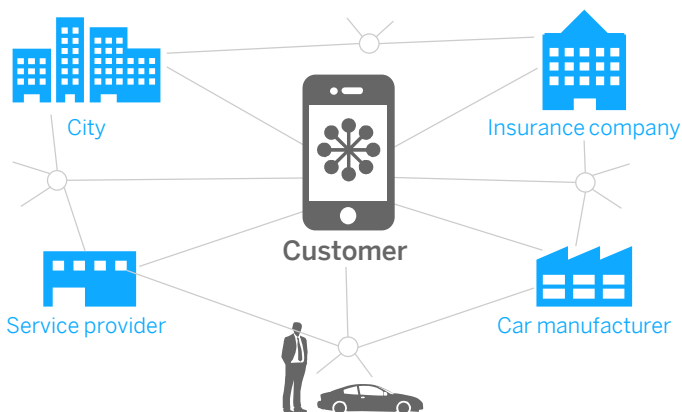 City
Insurance company
Customer
Service provider
Car manufacturer